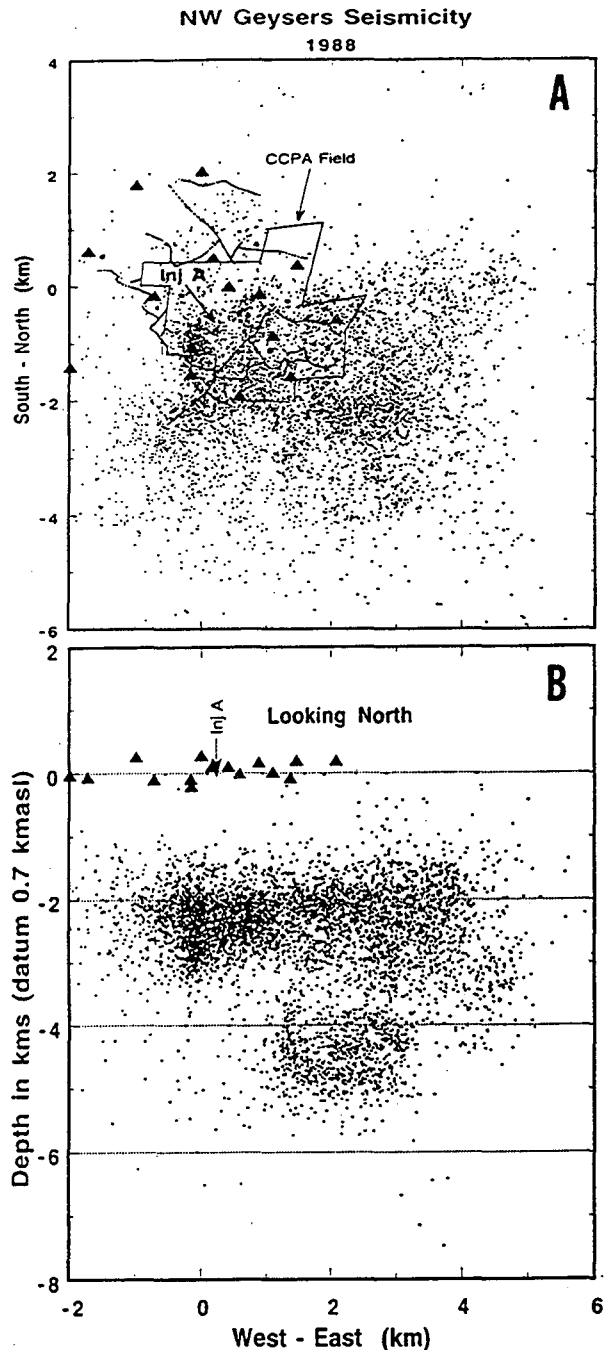 NW Geysers Seismicity
1988
A
CCPA Field
Inj A
South - North (km)
4
2
0
-2
-4
-6
B
Inj A
Looking North
Depth in kms (datum 0.7 kmasl)
2
0
-2
-4
-6
-8
-2
0
2
4
6
West - East (km)